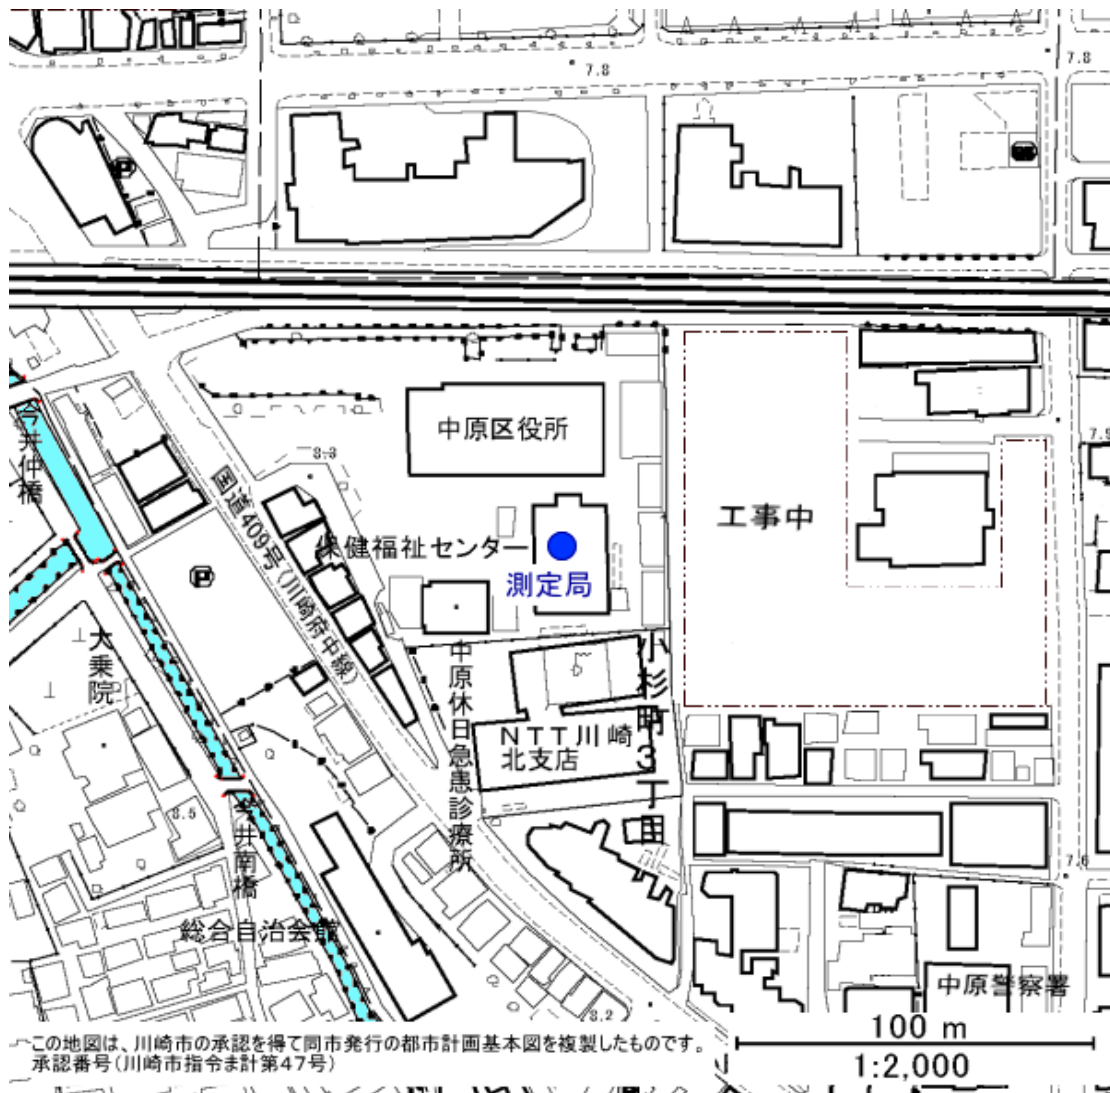 7.8
7.8
中原区役所
今井仲橋
7.5
8.3
国道409号(川崎府中線)
工事中
保健福祉センター
測定局
大乗院
中原休日急患診療所
小杉町3丁目
NTT川崎
北支店
8.5
今井南橋
7.6
総合自治会館
中原警察署
8.2
この地図は、川崎市の承認を得て同市発行の都市計画基本図を複製したものです。
承認番号(川崎市指令ま計第47号)
100 m
1:2,000